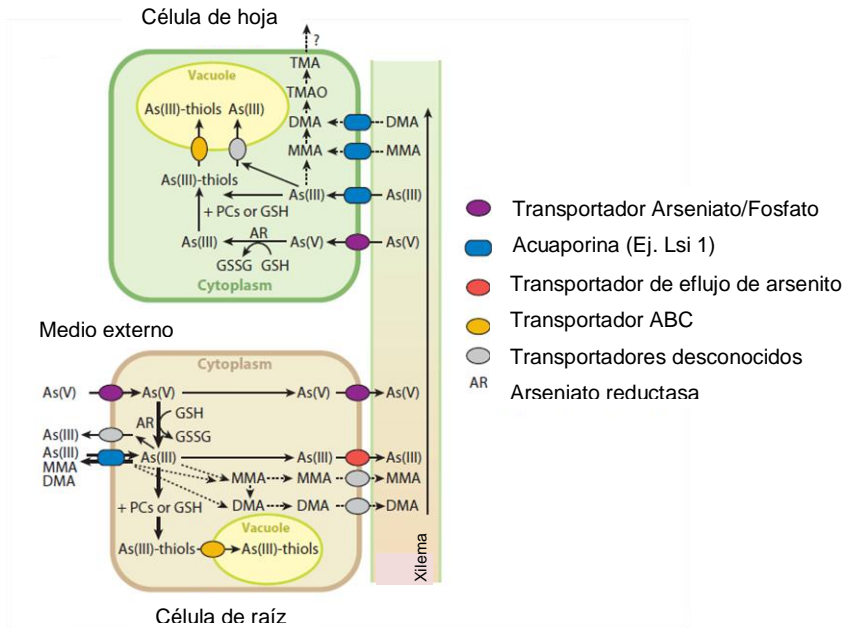 Célula de hoja
?
TMA
Vacuole
TMAO
As(III)-thiols As(III)
DMA
DMA
MMA
MMA
As(III)-thiols
As(III)
As(III)
+ PCs or GSH
AR
As(III)
As(V)
As(V)
GSSG GSH
Cytoplasm
Transportador Arseniato/Fosfato
Acuaporina (Ej. Lsi 1)
Transportador de eflujo de arsenito
Transportador ABC
Transportadores desconocidos
AR Arseniato reductasa
Medio externo
Cytoplasm
As(V)
As(V)
As(V)
As(V)
GSH
AR
GSSG
As(III)
As(III)
MMA
DMA
As(III)
As(III)
As(III)
MMA
MMA
MMA
DMA
DMA
DMA
+ PCs or GSH
Vacuole
As(III)-thiols
As(III)-thiols
Xilema
Célula de raíz